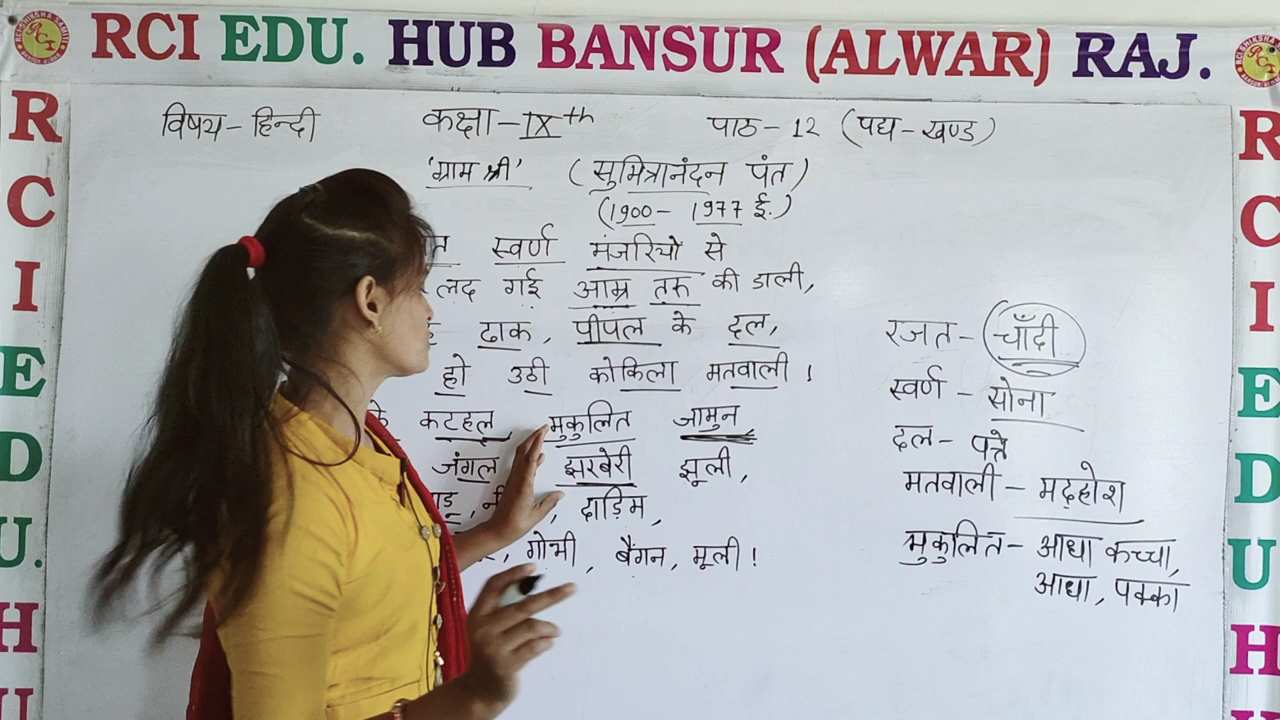 RCI EDU. HUB BANSUR (ALWAR) RAJ.
विषय - हिन्दी कक्षा - IXth पाठ - 12 (पद्य - खण्ड)
'ग्राम श्री' (सुमित्रानंदन पंत)
(1900 - 1977 ई.)
स्वर्ण मंजरियों से
लद गई आम्र तरु की डाली,
ढाक, पीपल के दल,
हो उठी कोकिला मतवाली!
कटहल मुकुलित जामुन
जंगल झरबेरी झूली,
दाड़िम,
गोभी, बैंगन, मूली!
रजत - चाँदी
स्वर्ण - सोना
दल - पत्ते
मतवाली - मदहोश
मुकुलित - आधा कच्चा,
आधा, पक्का
R
C
I
E
D
U.
H
U
R
C
I
E
D
U
H